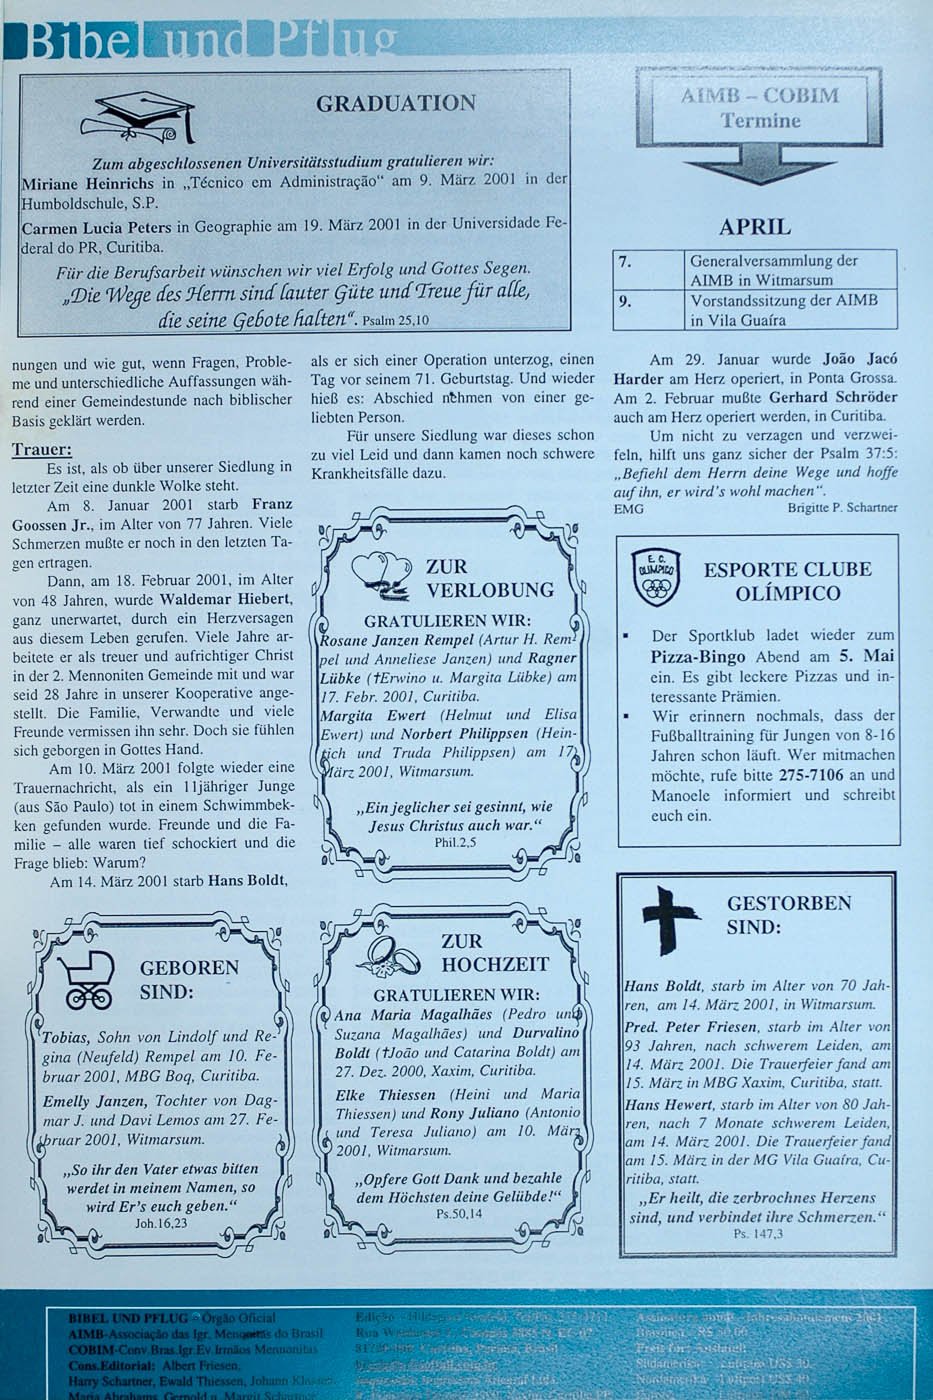 Bibel und Pflug
GRADUATION
Zum abgeschlossenen Universitätsstudium gratulieren wir:
Miriane Heinrichs in „Técnico em Administração“ am 9. März 2001 in der
Humboldschule, S.P.
Carmen Lucia Peters in Geographie am 19. März 2001 in der Universidade Fe-
deral do PR, Curitiba.
Für die Berufsarbeit wünschen wir viel Erfolg und Gottes Segen.
„Die Wege des Herrn sind lauter Güte und Treue für alle,
die seine Gebote halten“. Psalm 25,10
AIMB – COBIM
Termine
APRIL
7. Generalversammlung der
AIMB in Witmarsum
9. Vorstandssitzung der AIMB
in Vila Guaíra
nungen und wie gut, wenn Fragen, Proble-
me und unterschiedliche Auffassungen wäh-
rend einer Gemeindestunde nach biblischer
Basis geklärt werden.
Trauer:
Es ist, als ob über unserer Siedlung in
letzter Zeit eine dunkle Wolke steht.
Am 8. Januar 2001 starb Franz
Goossen Jr., im Alter von 77 Jahren. Viele
Schmerzen mußte er noch in den letzten Ta-
gen ertragen.
Dann, am 18. Februar 2001, im Alter
von 48 Jahren, wurde Waldemar Hiebert,
ganz unerwartet, durch ein Herzversagen
aus diesem Leben gerufen. Viele Jahre ar-
beitete er als treuer und aufrichtiger Christ
in der 2. Mennoniten Gemeinde mit und war
seid 28 Jahre in unserer Kooperative ange-
stellt. Die Familie, Verwandte und viele
Freunde vermissen ihn sehr. Doch sie fühlen
sich geborgen in Gottes Hand.
Am 10. März 2001 folgte wieder eine
Trauernachricht, als ein 11jähriger Junge
(aus São Paulo) tot in einem Schwimmbek-
ken gefunden wurde. Freunde und die Fa-
milie – alle waren tief schockiert und die
Frage blieb: Warum?
Am 14. März 2001 starb Hans Boldt,
als er sich einer Operation unterzog, einen
Tag vor seinem 71. Geburtstag. Und wieder
hieß es: Abschied nehmen von einer ge-
liebten Person.
Für unsere Siedlung war dieses schon
zu viel Leid und dann kamen noch schwere
Krankheitsfälle dazu.
Am 29. Januar wurde João Jacó
Harder am Herz operiert, in Ponta Grossa.
Am 2. Februar mußte Gerhard Schröder
auch am Herz operiert werden, in Curitiba.
Um nicht zu verzagen und verzwei-
feln, hilft uns ganz sicher der Psalm 37:5:
„Befiehl dem Herrn deine Wege und hoffe
auf ihn, er wird's wohl machen“.
EMG Brigitte P. Schartner
ZUR
VERLOBUNG
GRATULIEREN WIR:
Rosane Janzen Rempel (Artur H. Rem-
pel und Anneliese Janzen) und Ragner
Lübke (†Erwino u. Margita Lübke) am
17. Febr. 2001, Curitiba.
Margita Ewert (Helmut und Elisa
Ewert) und Norbert Philippsen (Hein-
rich und Truda Philippsen) am 17.
März 2001, Witmarsum.
„Ein jeglicher sei gesinnt, wie
Jesus Christus auch war.“
Phil.2,5
E. C.
OLIMPICO
ESPORTE CLUBE
OLÍMPICO
▪ Der Sportklub ladet wieder zum
Pizza-Bingo Abend am 5. Mai
ein. Es gibt leckere Pizzas und in-
teressante Prämien.
▪ Wir erinnern nochmals, dass der
Fußballtraining für Jungen von 8-16
Jahren schon läuft. Wer mitmachen
möchte, rufe bitte 275-7106 an und
Manoele informiert und schreibt
euch ein.
GEBOREN
SIND:
Tobias, Sohn von Lindolf und Re-
gina (Neufeld) Rempel am 10. Fe-
bruar 2001, MBG Boq, Curitiba.
Emelly Janzen, Tochter von Dag-
mar J. und Davi Lemos am 27. Fe-
bruar 2001, Witmarsum.
„So ihr den Vater etwas bitten
werdet in meinem Namen, so
wird Er's euch geben.“
Joh.16,23
ZUR
HOCHZEIT
GRATULIEREN WIR:
Ana Maria Magalhães (Pedro und
Suzana Magalhães) und Durvalino
Boldt (†João und Catarina Boldt) am
27. Dez. 2000, Xaxim, Curitiba.
Elke Thiessen (Heini und Maria
Thiessen) und Rony Juliano (Antonio
und Teresa Juliano) am 10. März
2001, Witmarsum.
„Opfere Gott Dank und bezahle
dem Höchsten deine Gelübde!“
Ps.50,14
GESTORBEN
SIND:
Hans Boldt, starb im Alter von 70 Jah-
ren, am 14. März 2001, in Witmarsum.
Pred. Peter Friesen, starb im Alter von
93 Jahren, nach schwerem Leiden, am
14. März 2001. Die Trauerfeier fand am
15. März in MBG Xaxim, Curitiba, statt.
Hans Hewert, starb im Alter von 80 Jah-
ren, nach 7 Monate schwerem Leiden,
am 14. März 2001. Die Trauerfeier fand
am 15. März in der MG Vila Guaíra, Cu-
ritiba, statt.
„Er heilt, die zerbrochnes Herzens
sind, und verbindet ihre Schmerzen.“
Ps. 147,3
BIBEL UND PFLUG - Órgão Oficial
AIMB-Associação das Igr. Menonitas do Brasil
COBIM-Conv.Bras.Igr.Ev.Irmãos Mennonitas
Cons.Editorial: Albert Friesen,
Harry Schartner, Ewald Thiessen, Johann
Maria Abrahams, Gernold u. Margit Schartner